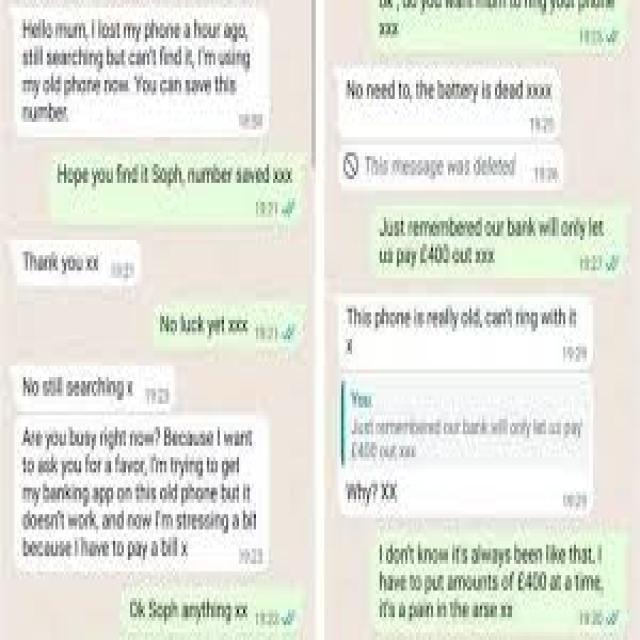 Hello mum, I lost my phone a hour ago,
still searching but can't find it, I'm using
my old phone now. You can save this
number.
Hope you find it Soph, number saved xxx
19:21
Thank you xx 19:21
No luck yet xxx 19:21
No still searching x 19:23
Are you busy right now? Because I want
to ask you for a favor, I'm trying to get
my banking app on this old phone but it
doesn't work, and now I'm stressing a bit
because I have to pay a bill x 19:23
Ok Soph anything xx 19:23
ok , do you want mum to ring your phone
xxx
No need to, the battery is dead xxxx
This message was deleted 19:26
Just remembered our bank will only let
us pay £400 out xxx 19:27
This phone is really old, can't ring with it
x 19:29
You
Just remembered our bank will only let us pay
£400 out xxx
Why? XX 19:29
I don't know it's always been like that, I
have to put amounts of £400 at a time,
it's a pain in the arse xx 19:30